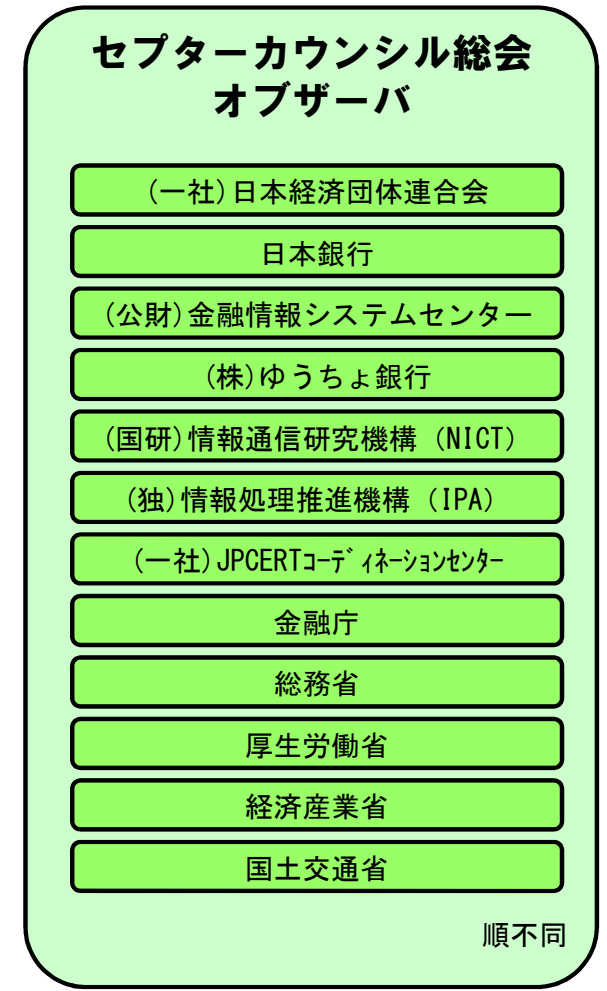 セプターカウンシル総会
オブザーバ
(一社)日本経済団体連合会
日本銀行
(公財)金融情報システムセンター
(株)ゆうちょ銀行
(国研)情報通信研究機構 (NICT)
(独)情報処理推進機構 (IPA)
(一社)JPCERTｺｰﾃﾞｨﾈｰｼｮﾝｾﾝﾀｰ
金融庁
総務省
厚生労働省
経済産業省
国土交通省
順不同